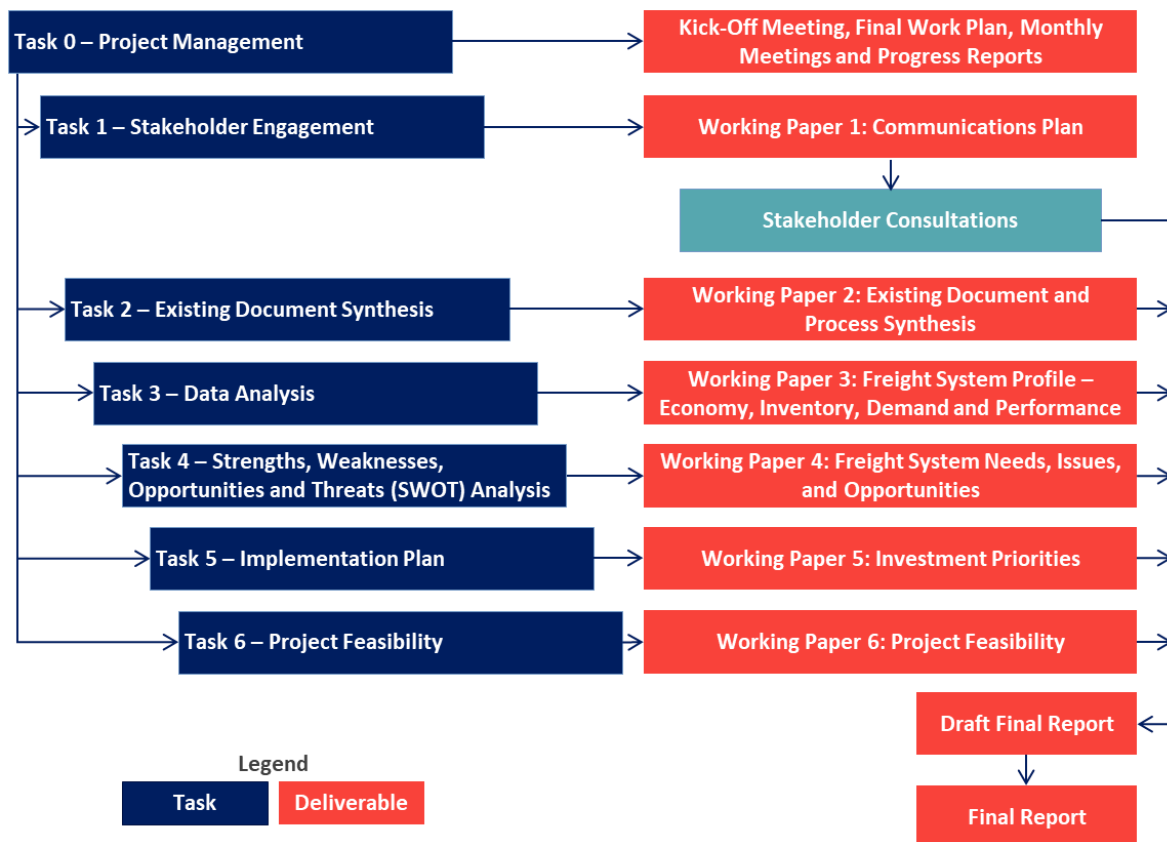 Task 0 – Project Management
Kick-Off Meeting, Final Work Plan, Monthly
Meetings and Progress Reports
Task 1 – Stakeholder Engagement
Working Paper 1: Communications Plan
Stakeholder Consultations
Task 2 – Existing Document Synthesis
Working Paper 2: Existing Document and
Process Synthesis
Task 3 – Data Analysis
Working Paper 3: Freight System Profile –
Economy, Inventory, Demand and Performance
Task 4 – Strengths, Weaknesses,
Opportunities and Threats (SWOT) Analysis
Working Paper 4: Freight System Needs, Issues,
and Opportunities
Task 5 – Implementation Plan
Working Paper 5: Investment Priorities
Task 6 – Project Feasibility
Working Paper 6: Project Feasibility
Draft Final Report
Final Report
Legend
Task
Deliverable